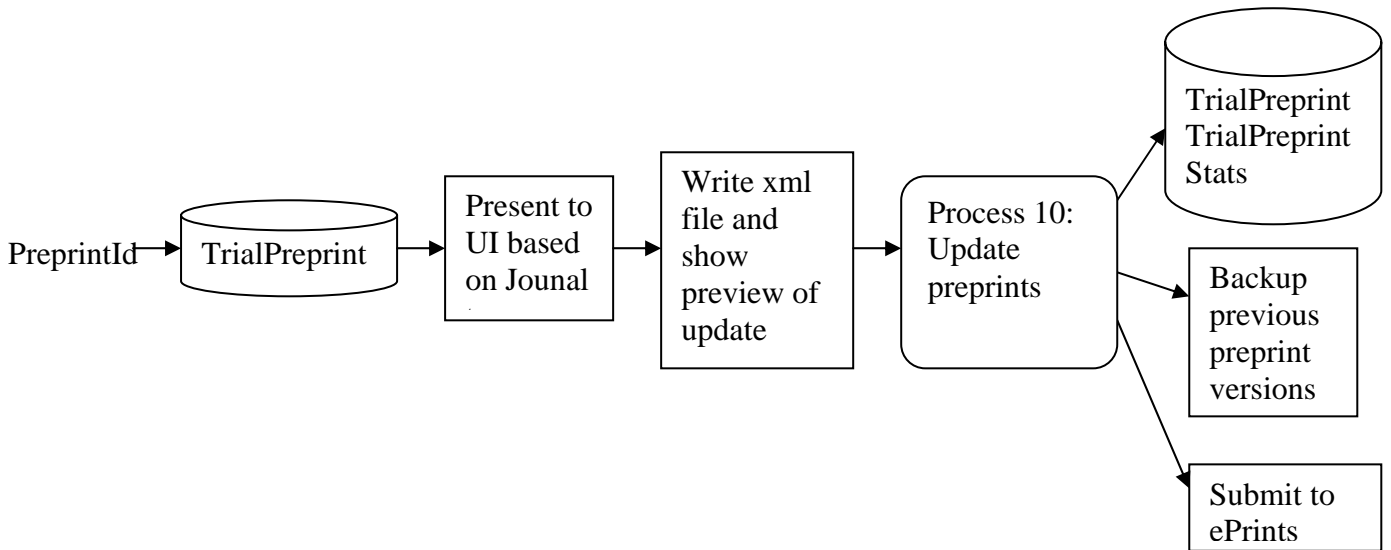 PreprintId
TrialPreprint
Present to
UI based
on Jounal
Write xml
file and
show
preview of
update
Process 10:
Update
preprints
TrialPreprint
TrialPreprint
Stats
Backup
previous
preprint
versions
Submit to
ePrints